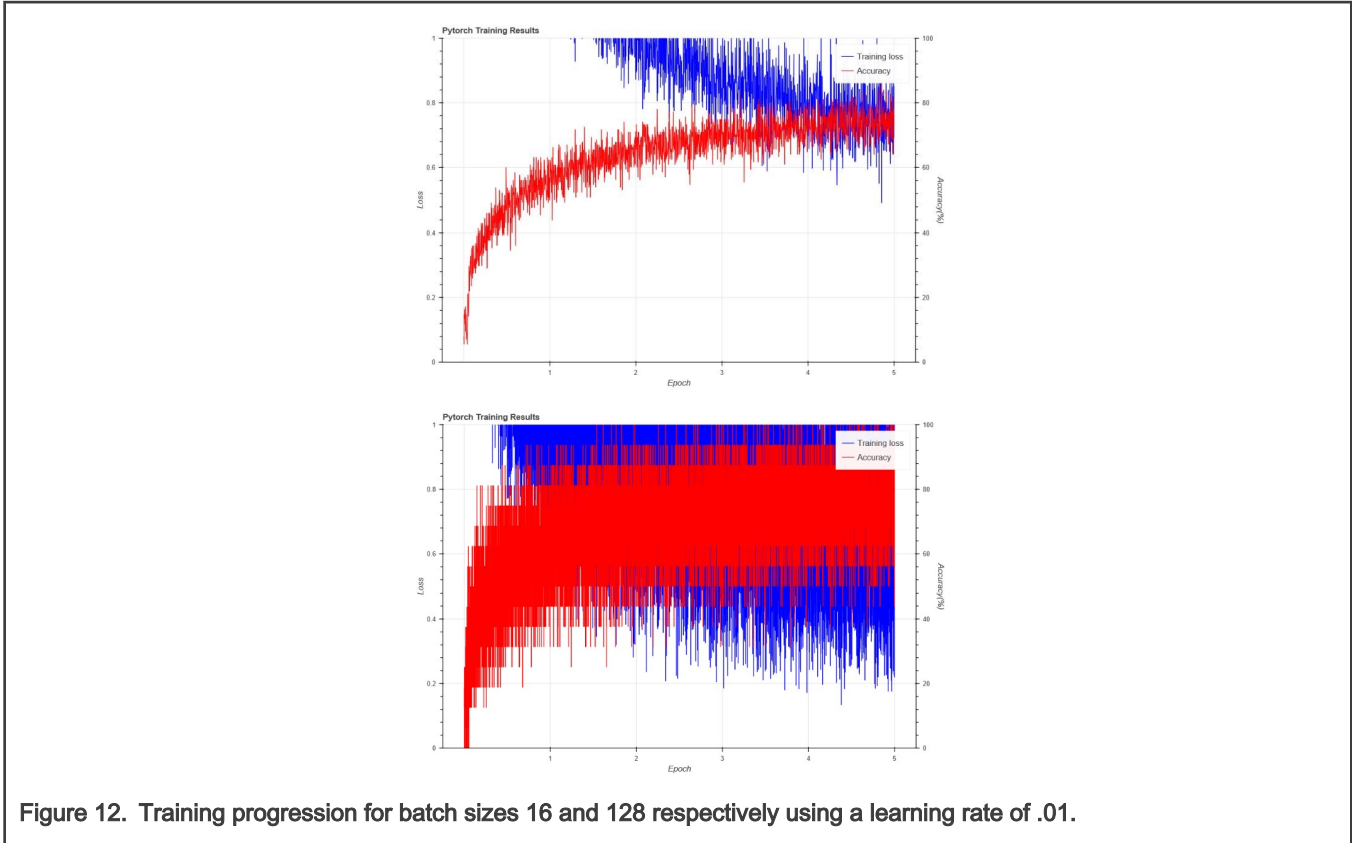 Pytorch Training Results
1
0.8
0.6
0.4
0.2
0
Loss
100
80
60
40
20
0
Accuracy(%)
Training loss
Accuracy
1
2
3
4
5
Epoch
Pytorch Training Results
1
0.8
0.6
0.4
0.2
0
Loss
100
80
60
40
20
0
Accuracy(%)
Training loss
Accuracy
1
2
3
4
5
Epoch
Figure 12. Training progression for batch sizes 16 and 128 respectively using a learning rate of .01.